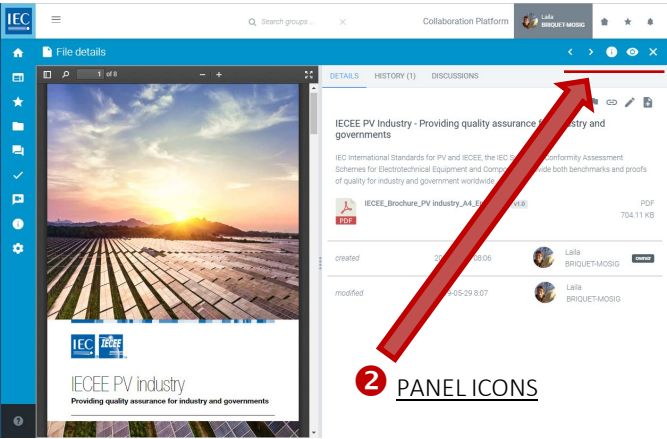 IEC
Search groups...
Collaboration Platform
Laila
BRIQUET-MOSIG
File details
1 of 8
DETAILS
HISTORY (1)
DISCUSSIONS
IECEE PV Industry - Providing quality assurance for industry and
governments
IEC International Standards for PV and IECEE, the IEC S Conformity Assessment
Schemes for Electrotechnical Equipment and Comp vide both benchmarks and proofs
of quality for industry and government worldwide
PDF
IECEE_Brochure_PV industry_A4_E v1.0
PDF
704.11 KB
created
20 08:06
Laila
BRIQUET-MOSIG
owner
modified
9-05-29 8:07
Laila
BRIQUET-MOSIG
IEC IECEE
IECEE PV industry
Providing quality assurance for industry and governments
2 PANEL ICONS